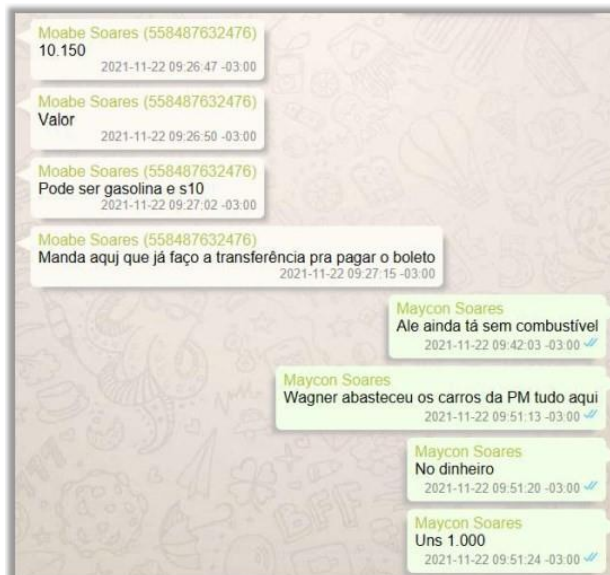 Moabe Soares (558487632476)
10.150
2021-11-22 09:26:47 -03:00
Moabe Soares (558487632476)
Valor
2021-11-22 09:26:50 -03:00
Moabe Soares (558487632476)
Pode ser gasolina e s10
2021-11-22 09:27:02 -03:00
Moabe Soares (558487632476)
Manda aquj que já faço a transferência pra pagar o boleto
2021-11-22 09:27:15 -03:00
Maycon Soares
Ale ainda tá sem combustível
2021-11-22 09:42:03 -03:00
Maycon Soares
Wagner abasteceu os carros da PM tudo aqui
2021-11-22 09:51:13 -03:00
Maycon Soares
No dinheiro
2021-11-22 09:51:20 -03:00
Maycon Soares
Uns 1.000
2021-11-22 09:51:24 -03:00
BFF